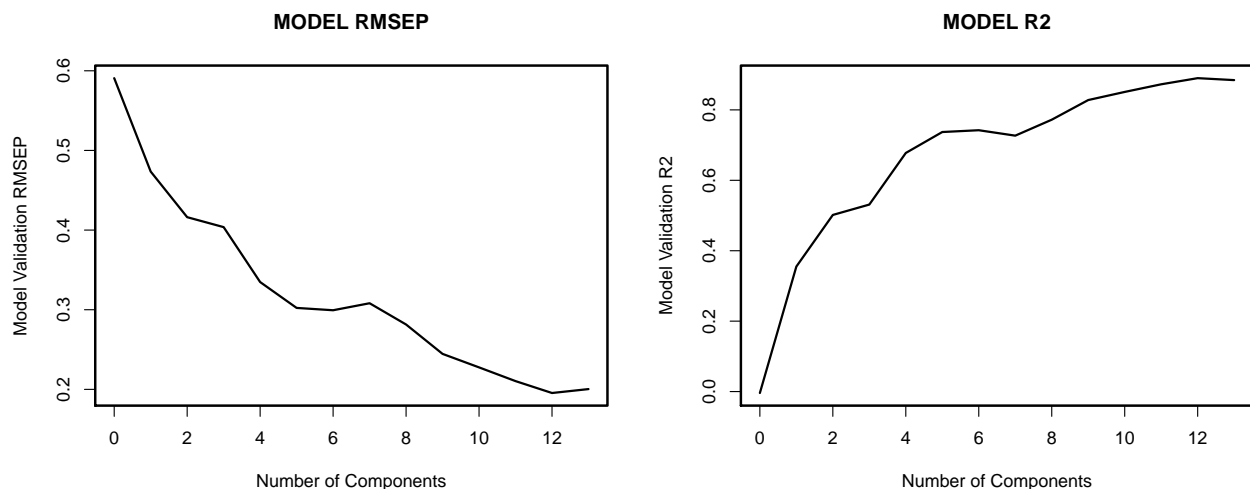 MODEL RMSEP
Model Validation RMSEP
0.6
0.5
0.4
0.3
0.2
0 2 4 6 8 10 12
Number of Components
MODEL R2
Model Validation R2
0.8
0.6
0.4
0.2
0.0
0 2 4 6 8 10 12
Number of Components